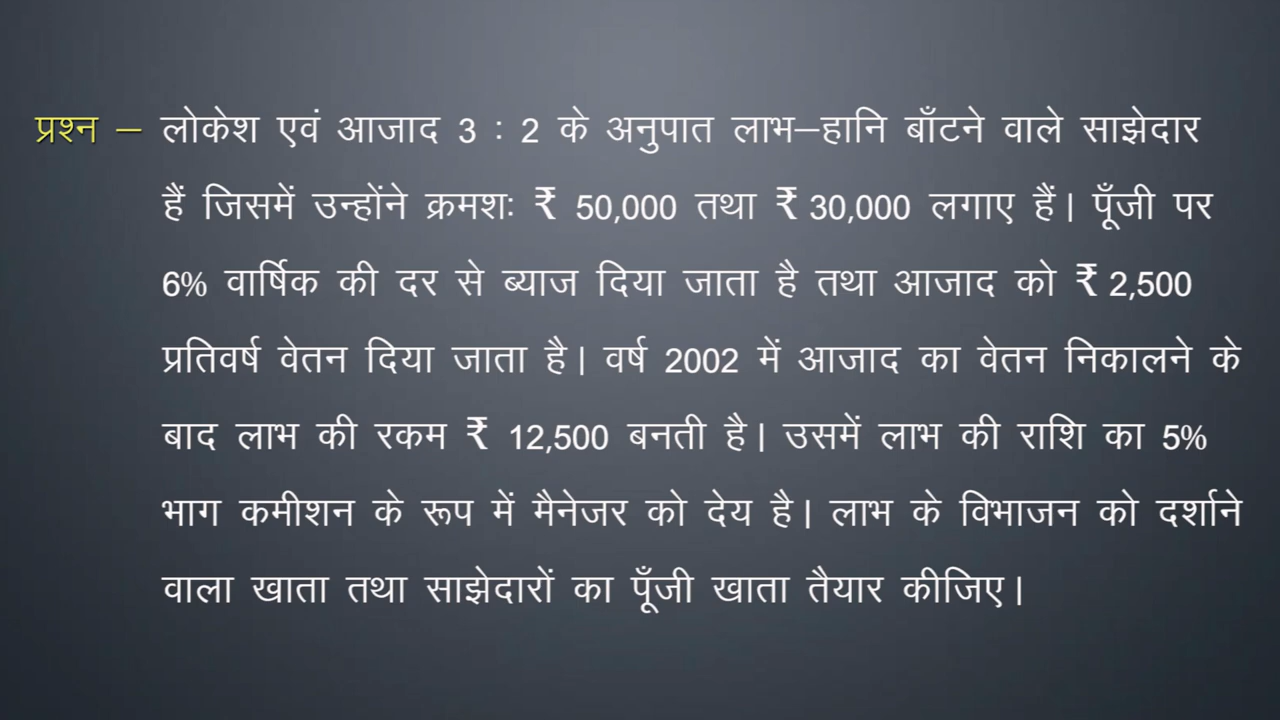 प्रश्न – लोकेश एवं आजाद 3 : 2 के अनुपात लाभ–हानि बाँटने वाले साझेदार
हैं जिसमें उन्होंने क्रमशः ₹ 50,000 तथा ₹ 30,000 लगाए हैं। पूँजी पर
6% वार्षिक की दर से ब्याज दिया जाता है तथा आजाद को ₹ 2,500
प्रतिवर्ष वेतन दिया जाता है। वर्ष 2002 में आजाद का वेतन निकालने के
बाद लाभ की रकम ₹ 12,500 बनती है। उसमें लाभ की राशि का 5%
भाग कमीशन के रूप में मैनेजर को देय है। लाभ के विभाजन को दर्शाने
वाला खाता तथा साझेदारों का पूँजी खाता तैयार कीजिए।